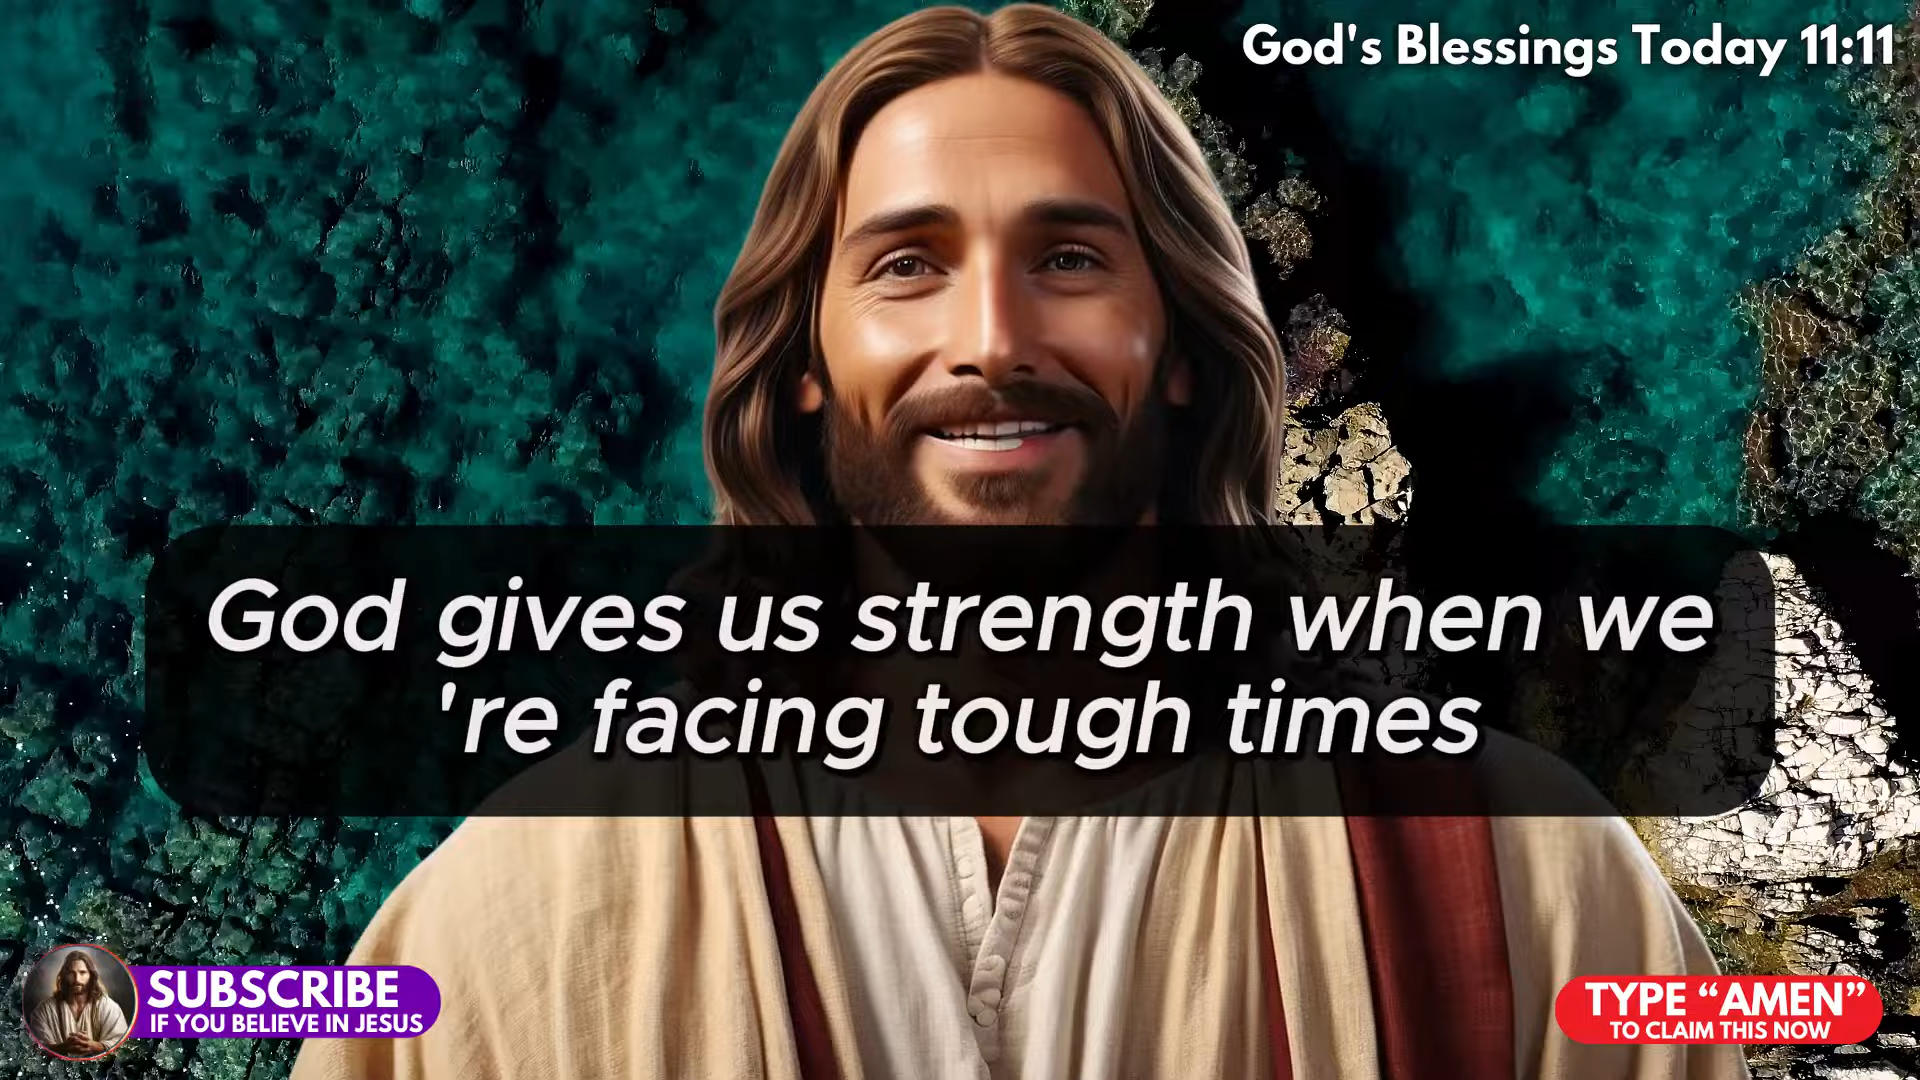 God's Blessings Today 11:11
God gives us strength when we
're facing tough times
SUBSCRIBE
IF YOU BELIEVE IN JESUS
TYPE “AMEN”
TO CLAIM THIS NOW